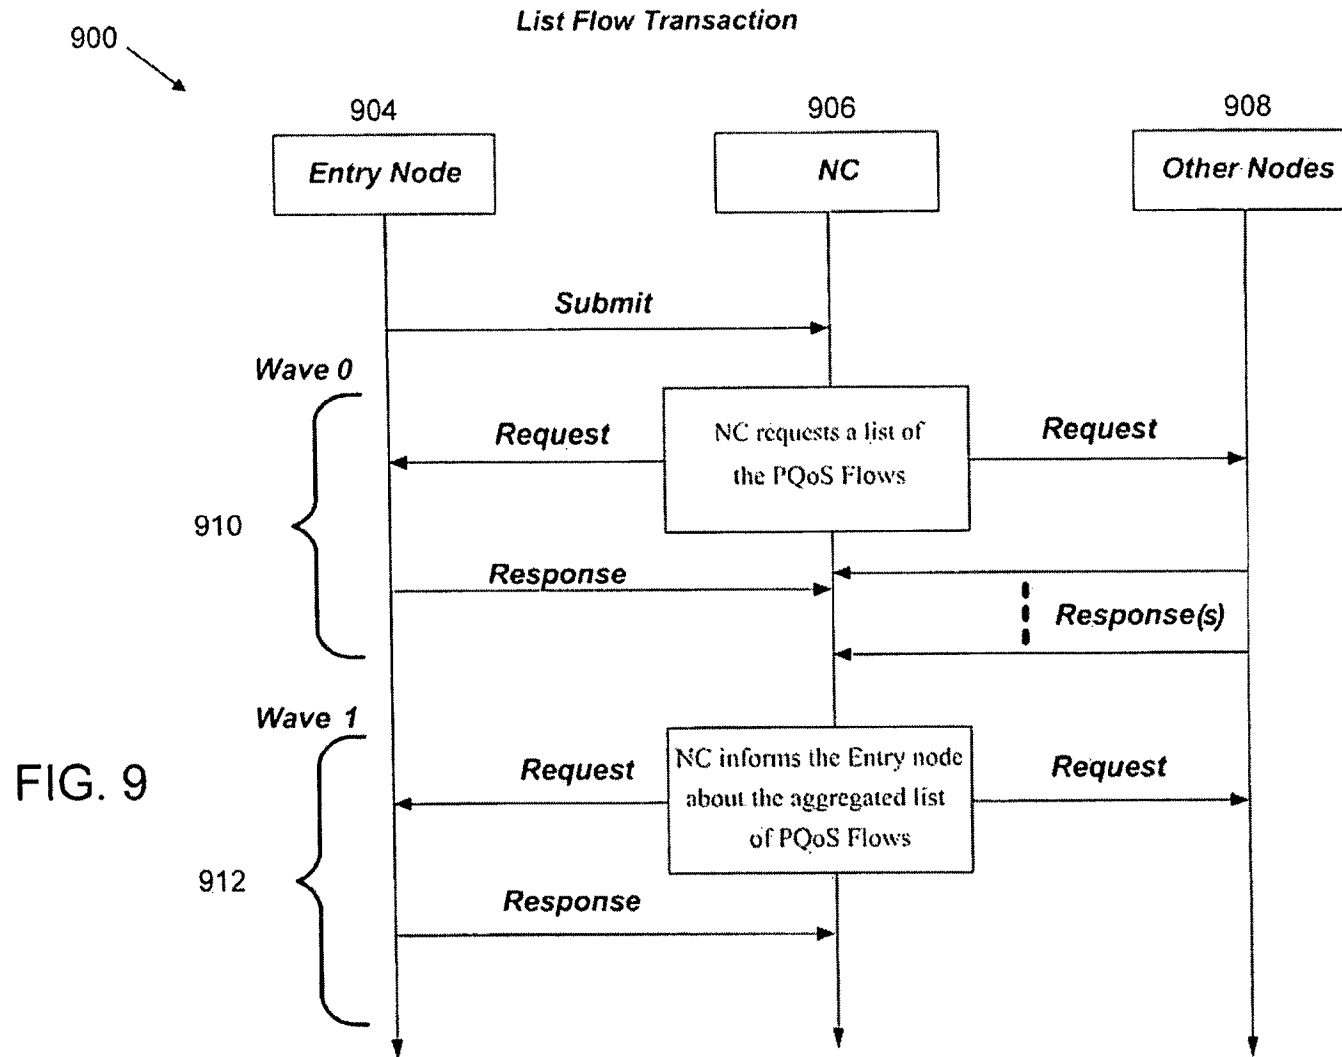 List Flow Transaction
900
904
906
908
Entry Node
NC
Other Nodes
Submit
Wave 0
Request
NC requests a list of
the PQoS Flows
Request
910
Response
Response(s)
Wave 1
Request
NC informs the Entry node
about the aggregated list
of PQoS Flows
Request
FIG. 9
912
Response